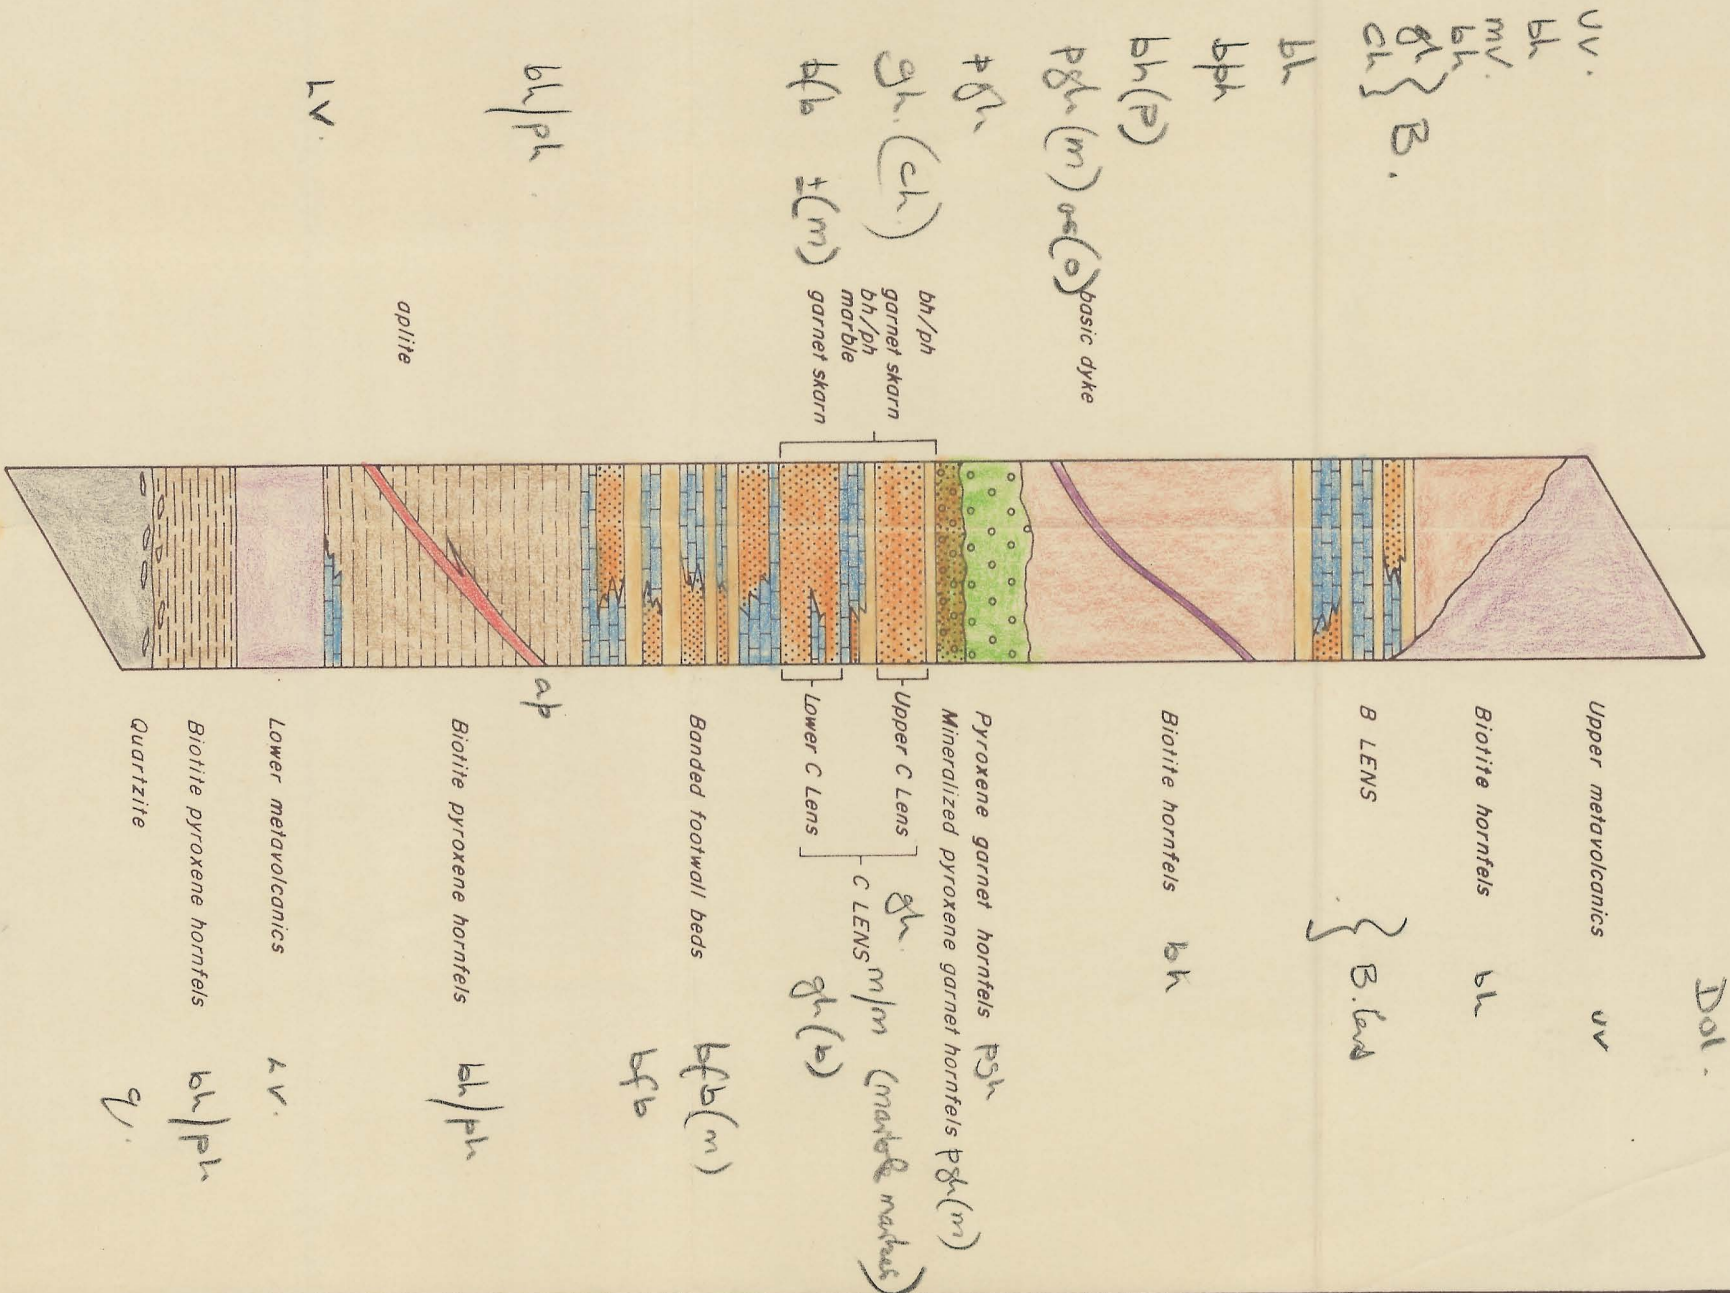 Dol.
uv.
bh
mv.
bh
gh } B.
ch
bh
bph
bh (p)
pgh (m)
basic dyke
pgh
gh. (ch)
bfb ±(m)
bh/ph
garnet skarn
bh/ph
marble
garnet skarn
bh/ph
aplite
Lv.
Upper metavolcanics uv
Biotite hornfels bh
B LENS } B. lens
Biotite hornfels bh
Pyroxene garnet hornfels pgh
Mineralized pyroxene garnet hornfels pgh(m)
Upper C Lens gh.
C LENS m/m (marble marker)
Lower C Lens gh(b)
Banded footwall beds bfb(m)
bfb
ap
Biotite pyroxene hornfels bh/ph
Lower metavolcanics Lv.
Biotite pyroxene hornfels bh/ph
Quartzite q.